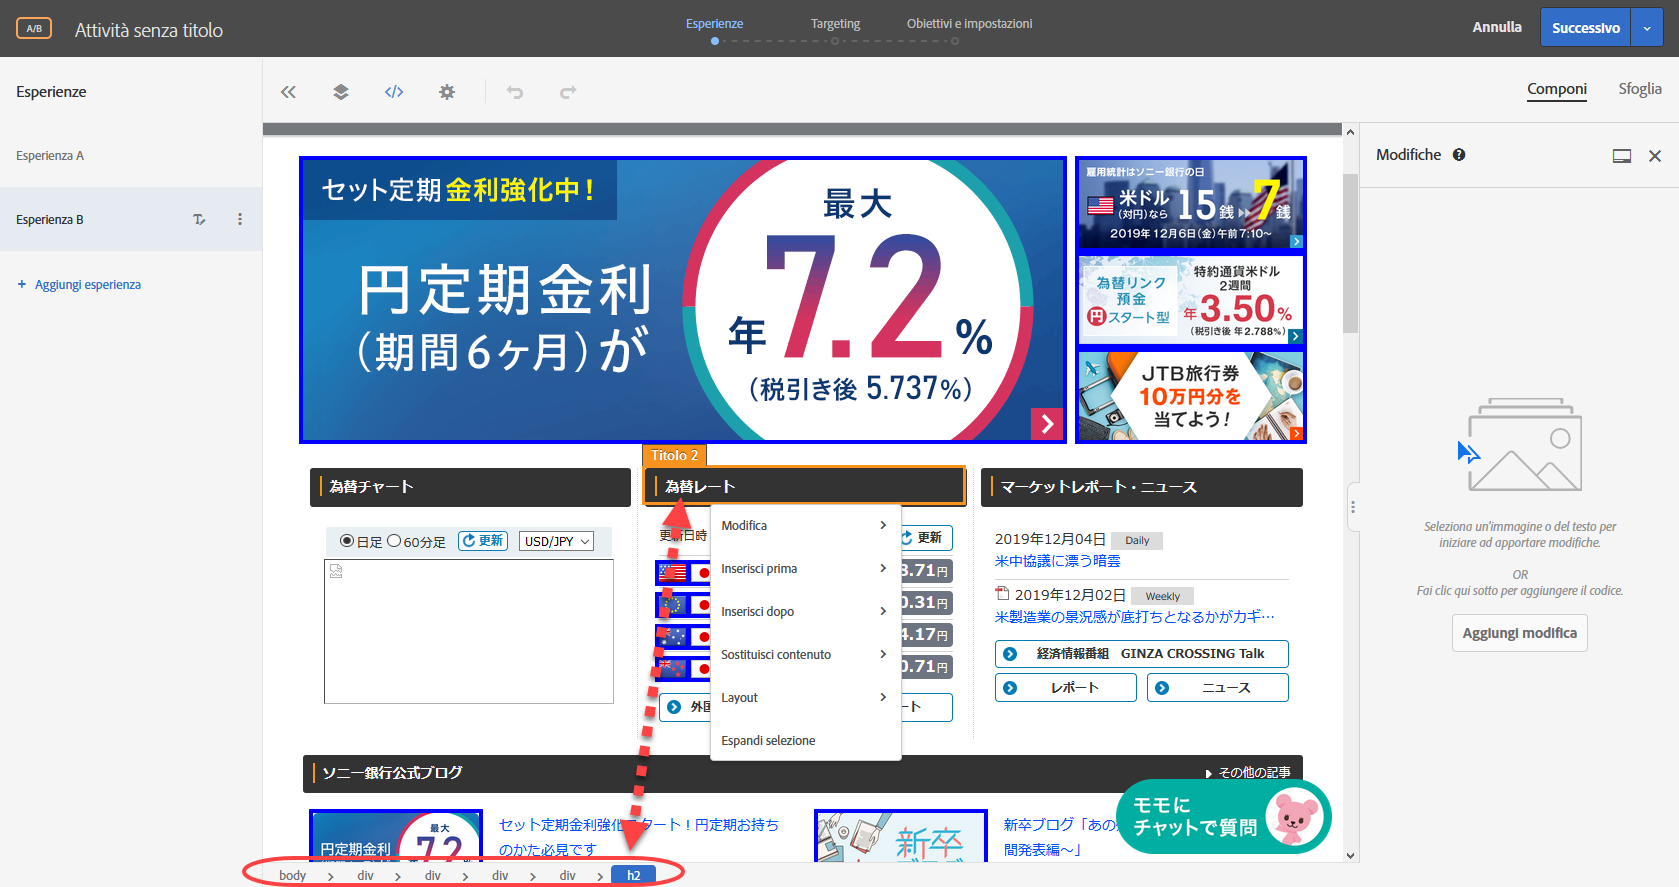 A/B
Attività senza titolo
Esperienze
Targeting
Obiettivi e impostazioni
Annulla
Successivo
Esperienze
Componi
Sfoglia
Esperienza A
Esperienza B
+ Aggiungi esperienza
Modifiche
セット定期 金利強化中！
円定期金利
（期間6ヶ月）が
最大
年 7.2 %
（税引き後 5.737%）
雇用統計はソニー銀行の日
米ドル
（対円）なら
15銭 7銭
2019年12月6日（金）午前7:10～
為替リンク
預金
円スタート型
特約通貨米ドル
2週間
年3.50%
（税引き後 年2.788%）
JTB旅行券
10万円分を
当てよう！
Titolo 2
為替チャート
為替レート
マーケットレポート・ニュース
日足
60分足
更新
USD/JPY
更新日時
更新
3.71円
0.31円
4.17円
0.71円
外国
ート
Modifica
Inserisci prima
Inserisci dopo
Sostituisci contenuto
Layout
Espandi selezione
2019年12月04日 Daily
米中協議に漂う暗雲
2019年12月02日 Weekly
米製造業の景況感が底打ちとなるかがカギ…
経済情報番組 GINZA CROSSING Talk
レポート
ニュース
Seleziona un'immagine o del testo per
iniziare ad apportare modifiche.
OR
Fai clic qui sotto per aggiungere il codice.
Aggiungi modifica
ソニー銀行公式ブログ
その他の記事
最大
円定期金利
7.2
セット定期金利強化スタート！円定期お持ち
のかた必見です
新卒
新卒ブログ「あの
間発表編～」
モモに
チャットで質問
body
div
div
div
div
h2